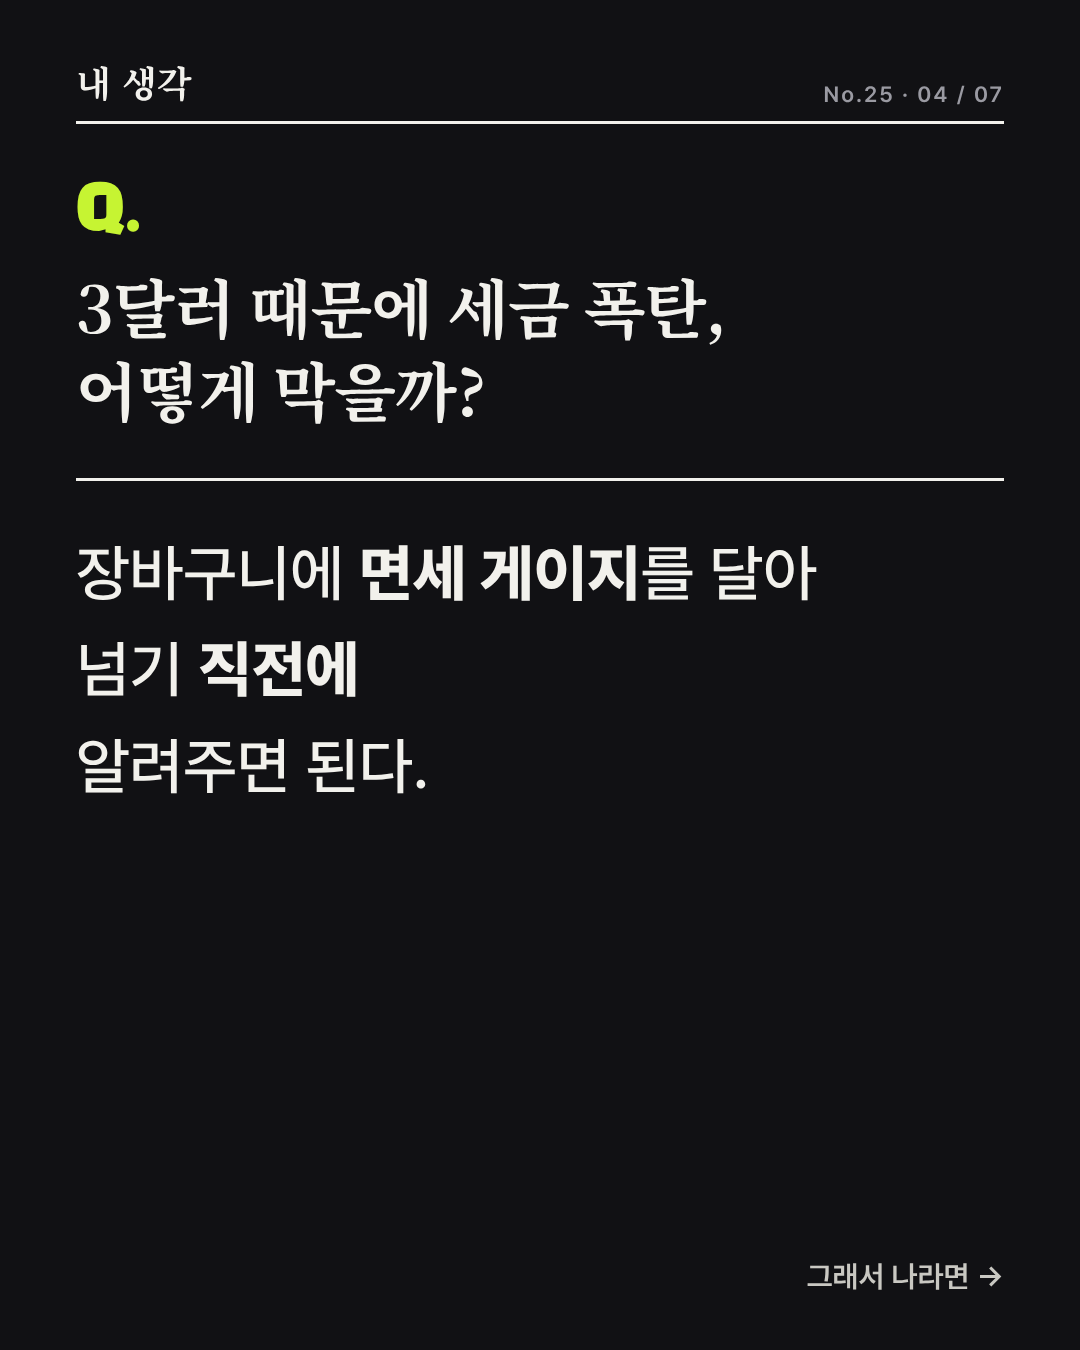 내 생각
No.25 · 04 / 07
Q.
3달러 때문에 세금 폭탄,
어떻게 막을까?
장바구니에 면세 게이지를 달아
넘기 직전에
알려주면 된다.
그래서 나라면 →